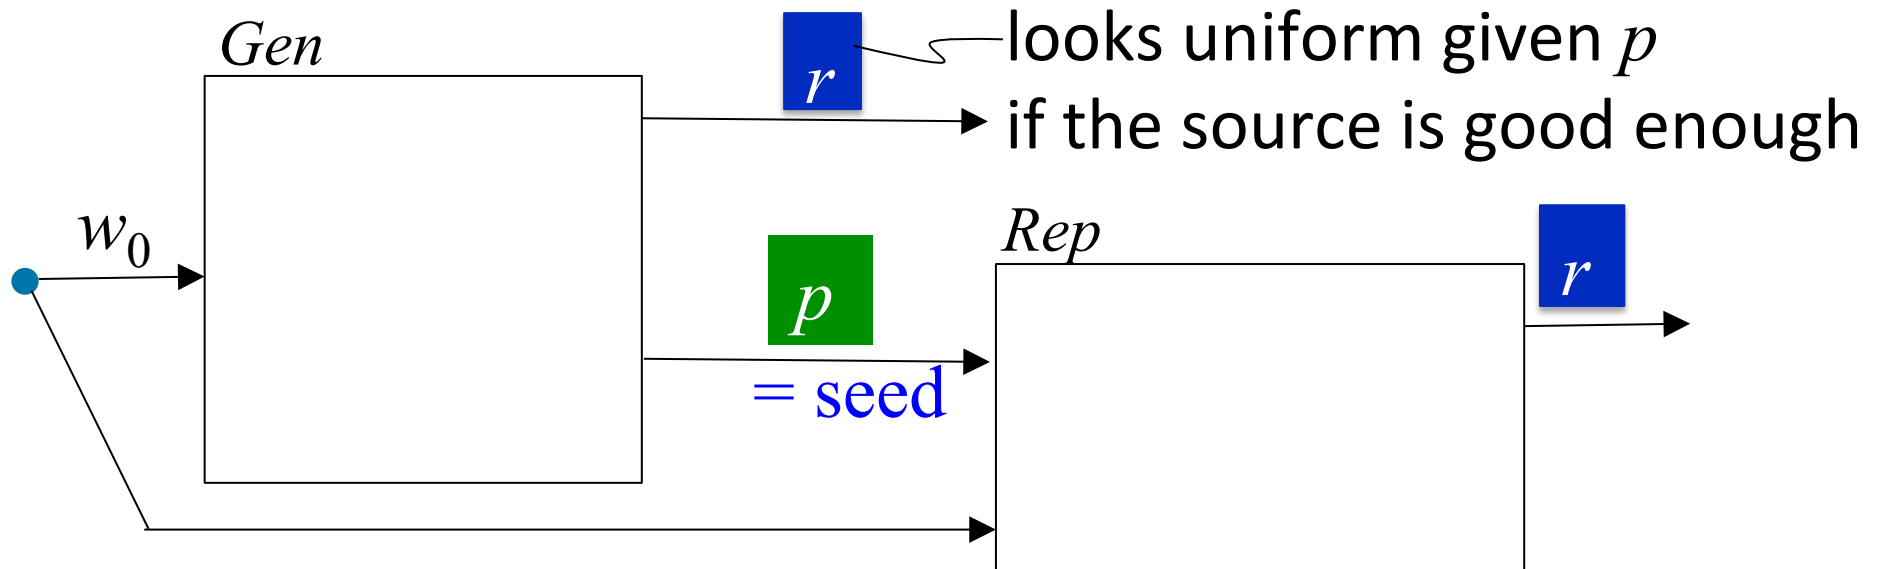 Gen
r
looks uniform given p
if the source is good enough
w0
Rep
r
p
= seed